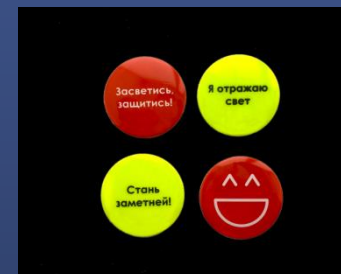 Засветись,
защитись!
Я отражаю
свет
Стань
заметней!